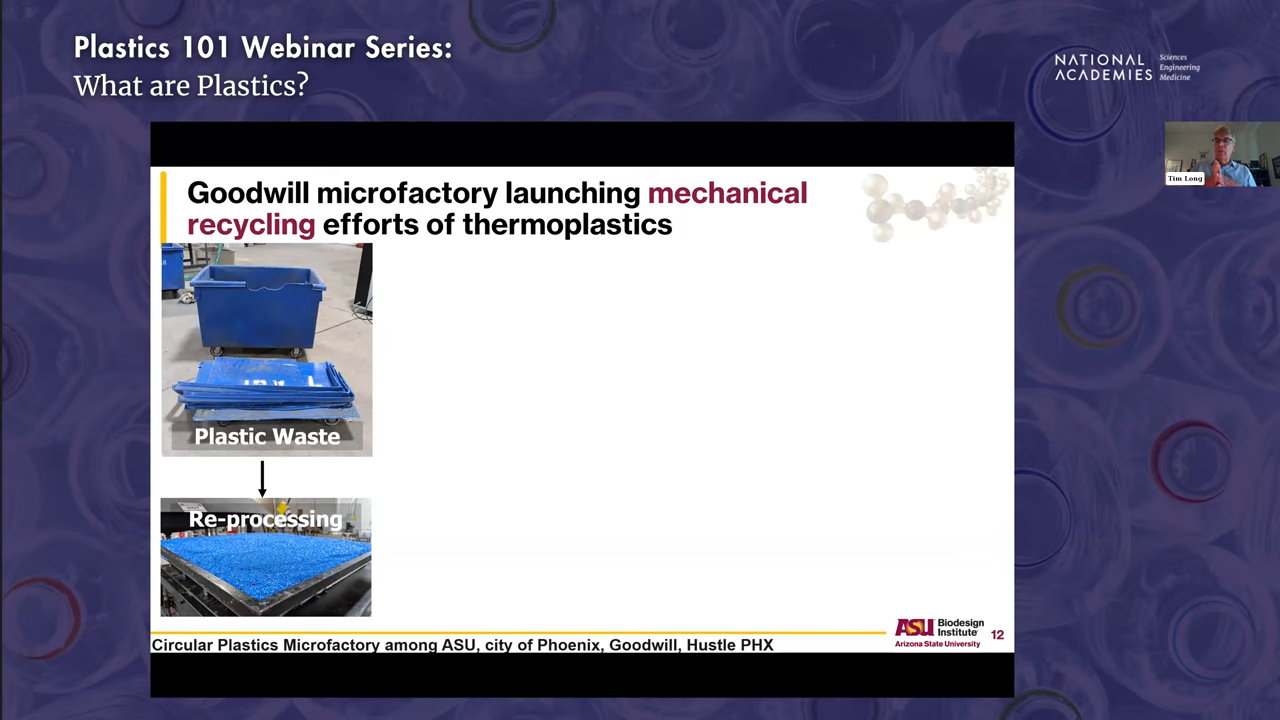 Plastics 101 Webinar Series:
What are Plastics?
NATIONAL
ACADEMIES
Sciences
Engineering
Medicine
Tim Long
Goodwill microfactory launching mechanical
recycling efforts of thermoplastics
Plastic Waste
Re-processing
ASU Biodesign
Institute
Arizona State University
12
Circular Plastics Microfactory among ASU, city of Phoenix, Goodwill, Hustle PHX